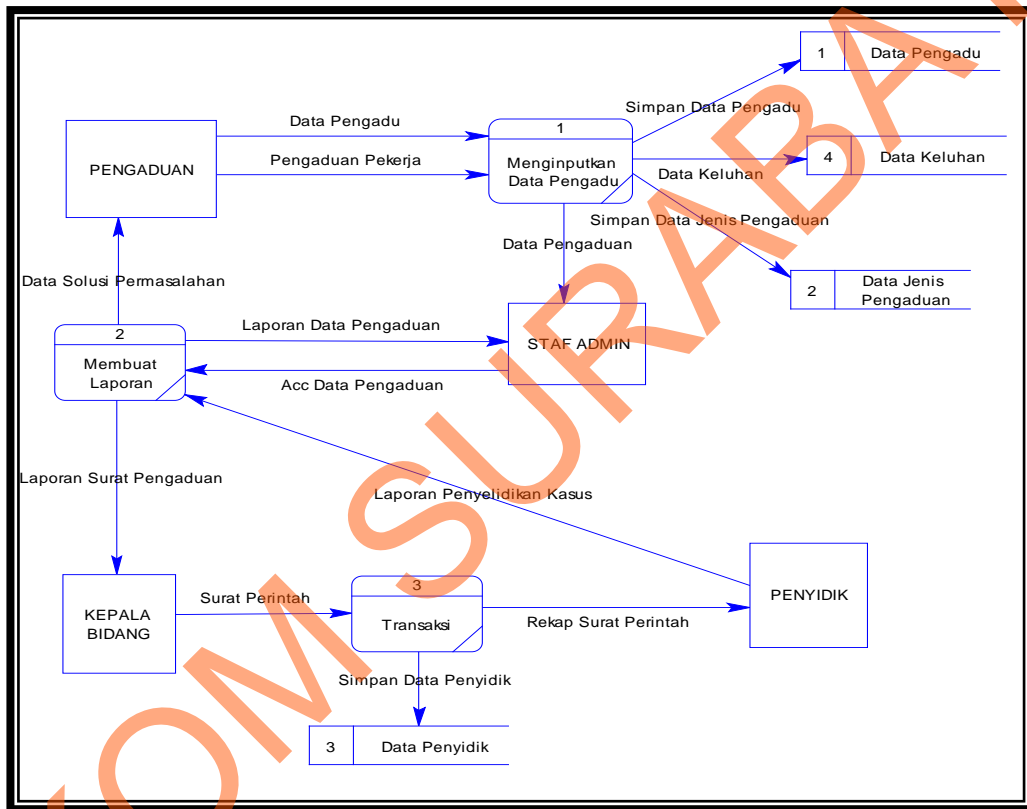 1
Data Pengadu
Simpan Data Pengadu
Data Pengadu
1
PENGADUAN
Pengaduan Pekerja
Menginputkan
Data Pengadu
4
Data Keluhan
Data Keluhan
Simpan Data Jenis Pengaduan
Data Pengaduan
Data Solusi Permasalahan
2
Data Jenis
Pengaduan
2
Membuat
Laporan
Laporan Data Pengaduan
STAF ADMIN
Acc Data Pengaduan
Laporan Surat Pengaduan
Laporan Penyelidikan Kasus
KEPALA
BIDANG
Surat Perintah
3
Transaksi
Rekap Surat Perintah
PENYIDIK
Simpan Data Penyidik
3
Data Penyidik
KOM SURABA